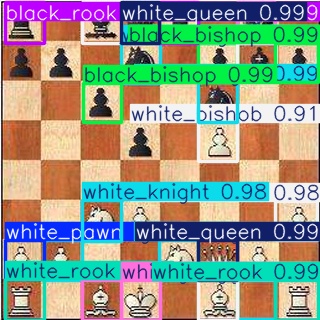 black_rook white_queen 0.999
black_bishop 0.99
black_bishop 0.99 0.99
white_bishob 0.91
white_knight 0.98 0.98
white_pawn white_queen 0.99
white_rook whi white_rook 0.99